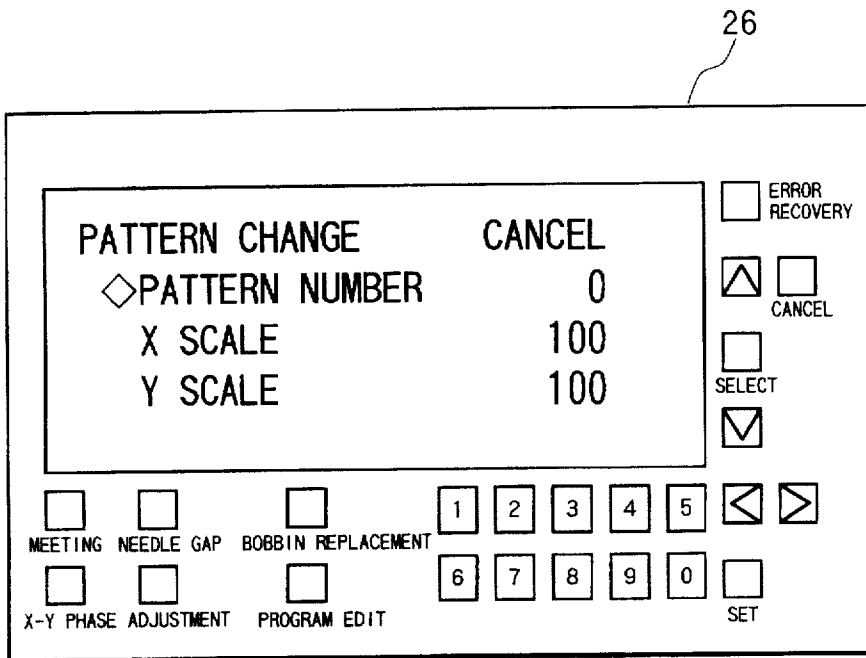 26
ERROR
RECOVERY
PATTERN CHANGE CANCEL
◇PATTERN NUMBER 0
CANCEL
X SCALE 100
Y SCALE 100
SELECT
1 2 3 4 5
MEETING NEEDLE GAP BOBBIN REPLACEMENT
6 7 8 9 0
X-Y PHASE ADJUSTMENT PROGRAM EDIT SET